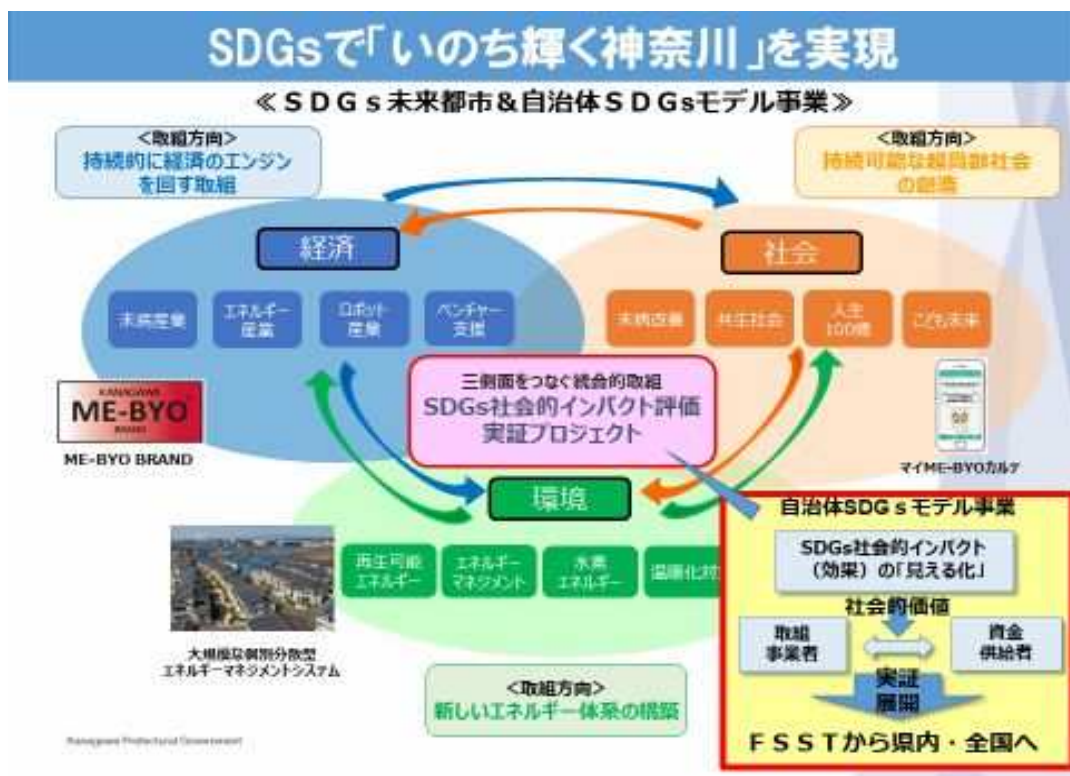 SDGsで「いのち輝く神奈川」を実現
≪ＳＤＧｓ未来都市&自治体ＳＤＧsモデル事業≫
<取組方向>
持続的に経済のエンジン
を回す取組
<取組方向>
持続可能な超高齢社会
の創造
経済
社会
未病産業
エネルギー
産業
ロボット
産業
ベンチャー
支援
未病改善
共生社会
人生
100歳
こども未来
三側面をつなぐ統合的取組
SDGs社会的インパクト評価
実証プロジェクト
KANAGAWA
ME-BYO
BRAND
ME-BYO BRAND
マイME-BYOカルテ
環境
再生可能
エネルギー
エネルギー
マネジメント
水素
エネルギー
温暖化対
大規模な個別分散型
エネルギーマネジメントシステム
<取組方向>
新しいエネルギー体系の構築
自治体SDGｓモデル事業
SDGs社会的インパクト
（効果）の「見える化」
社会的価値
取組
事業者
資金
供給者
実証
展開
ＦＳＳＴから県内・全国へ
Kanagawa Prefectural Government